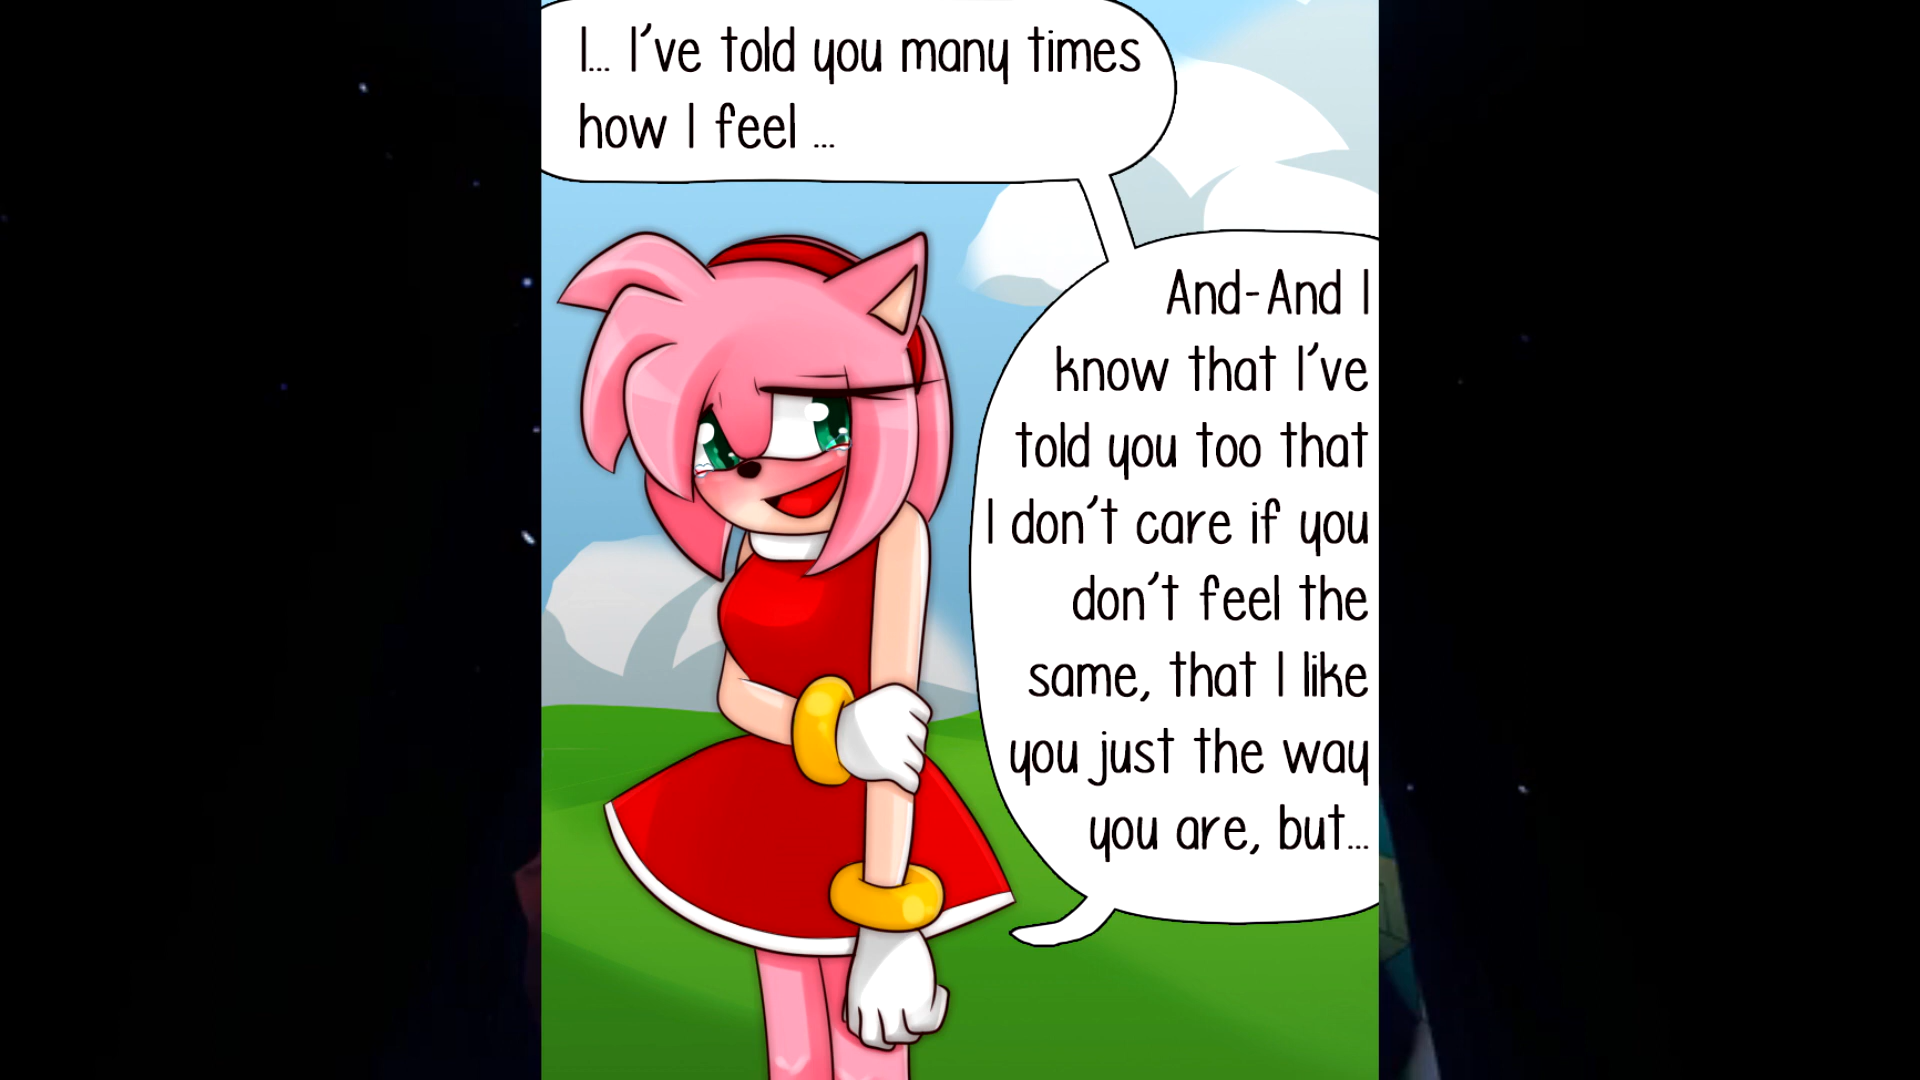 I... I've told you many times
how I feel ...
And-And I
know that I've
told you too that
I don't care if you
don't feel the
same, that I like
you just the way
you are, but...